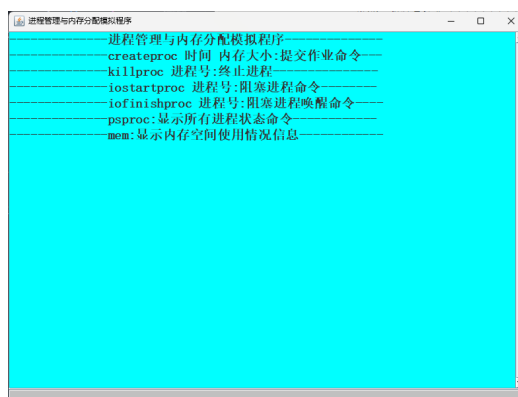 进程管理与内存分配模拟程序
--------------进程管理与内存分配模拟程序--------------
--------------createproc 时间 内存大小:提交作业命令---
--------------killproc 进程号:终止进程---------------
--------------iostartproc 进程号:阻塞进程命令--------
--------------iofinishproc 进程号:阻塞进程唤醒命令----
--------------psproc:显示所有进程状态命令------------
--------------mem:显示内存空间使用情况信息------------